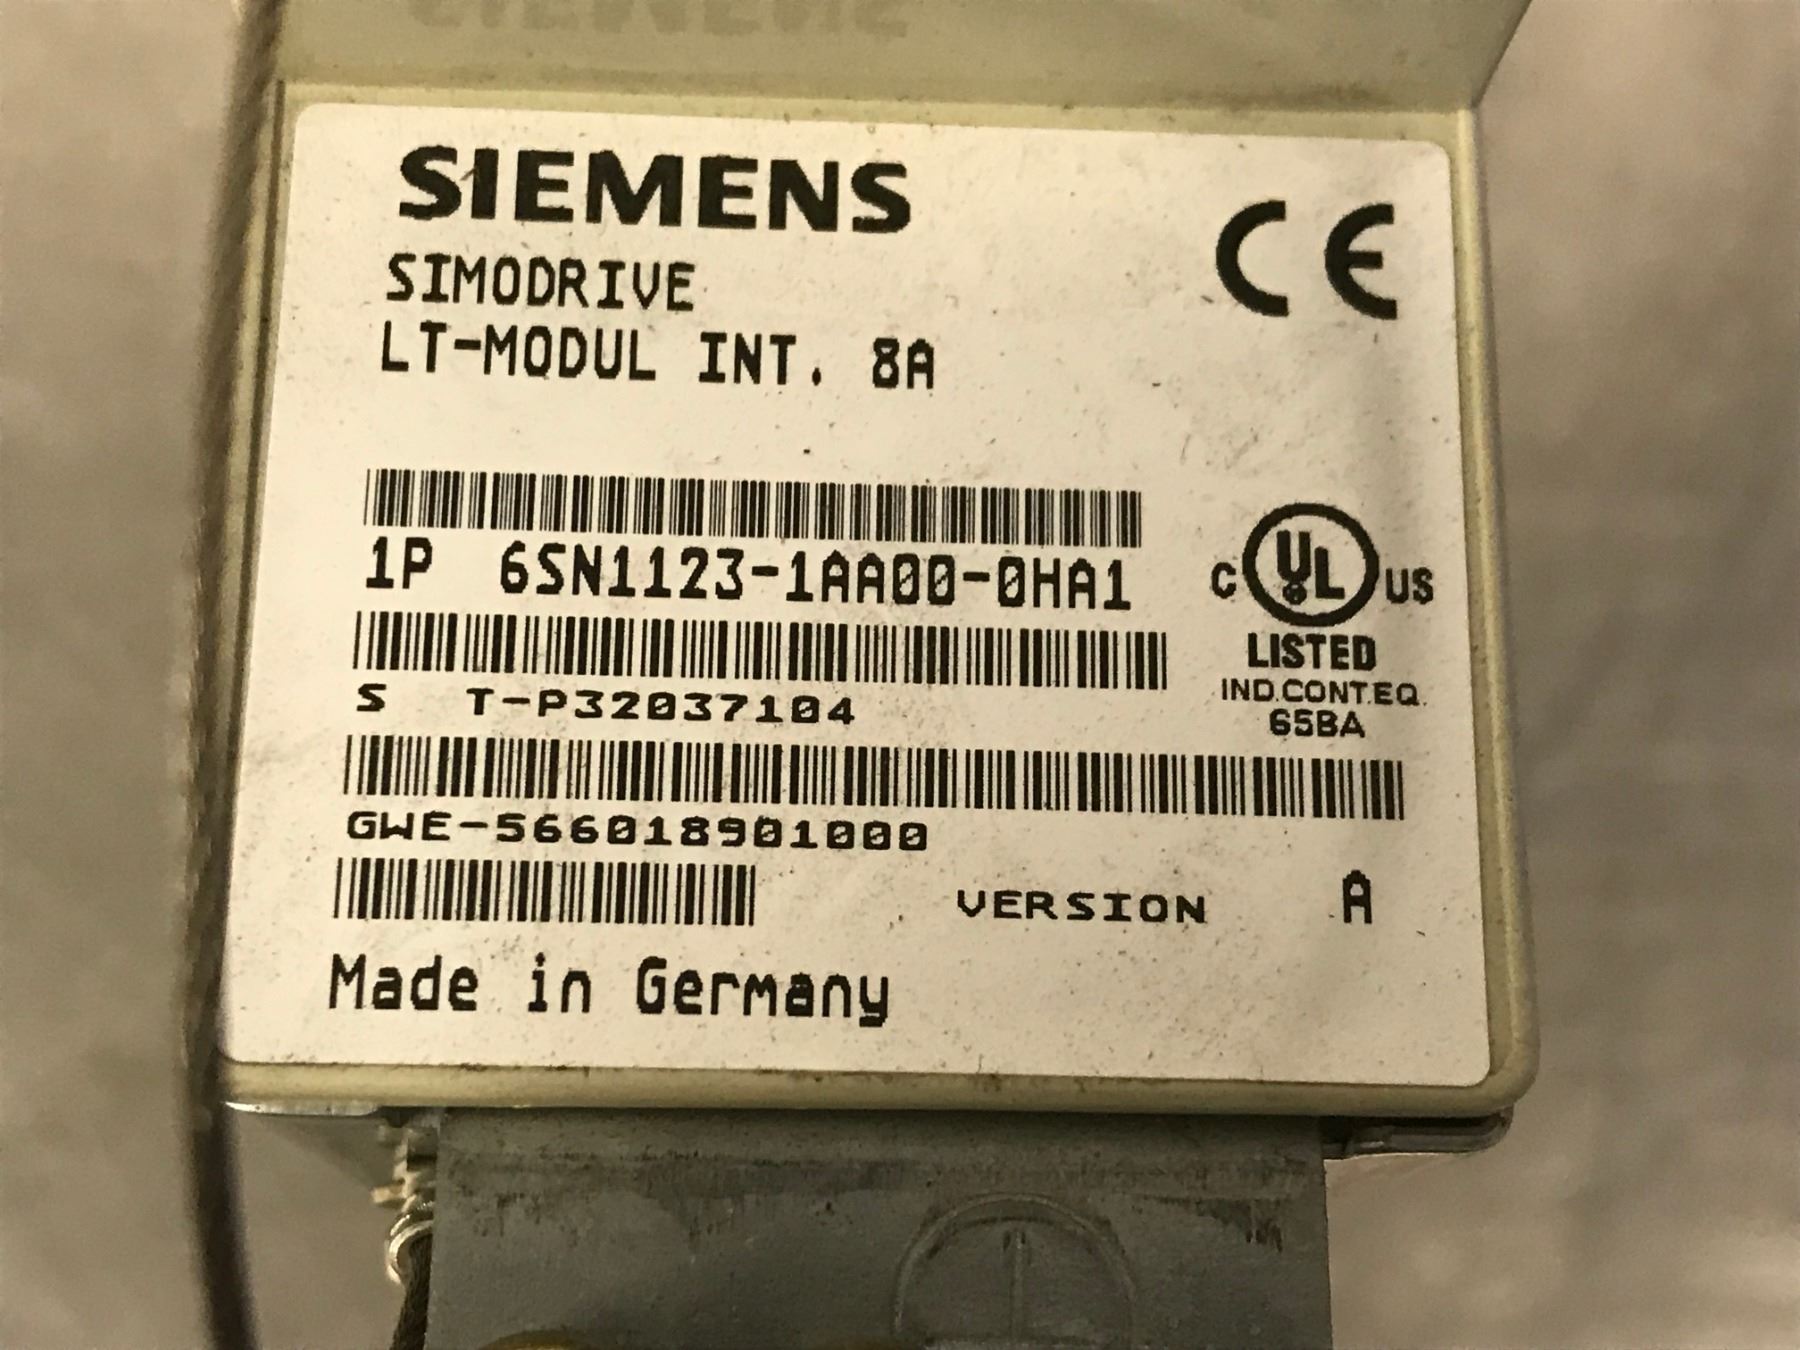 SIEMENS
CE
SIMODRIVE
LT-MODUL INT. 8A
1P 6SN1123-1AA00-0HA1
C UL US
LISTED
IND.CONT.EQ.
65BA
S T-P32037104
GWE-566018901000
VERSION A
Made in Germany